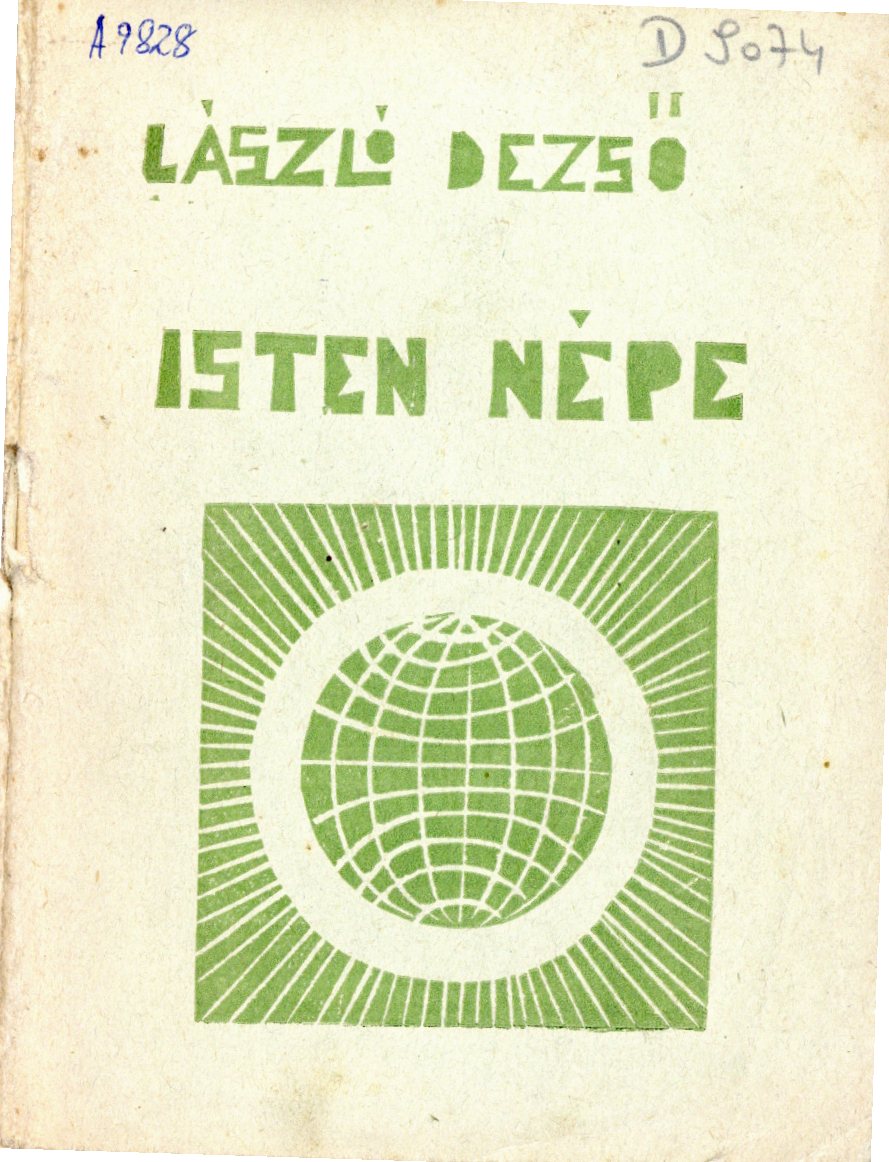 A 9828
D 9074
LÁSZLÓ DEZSŐ
ISTEN NÉPE